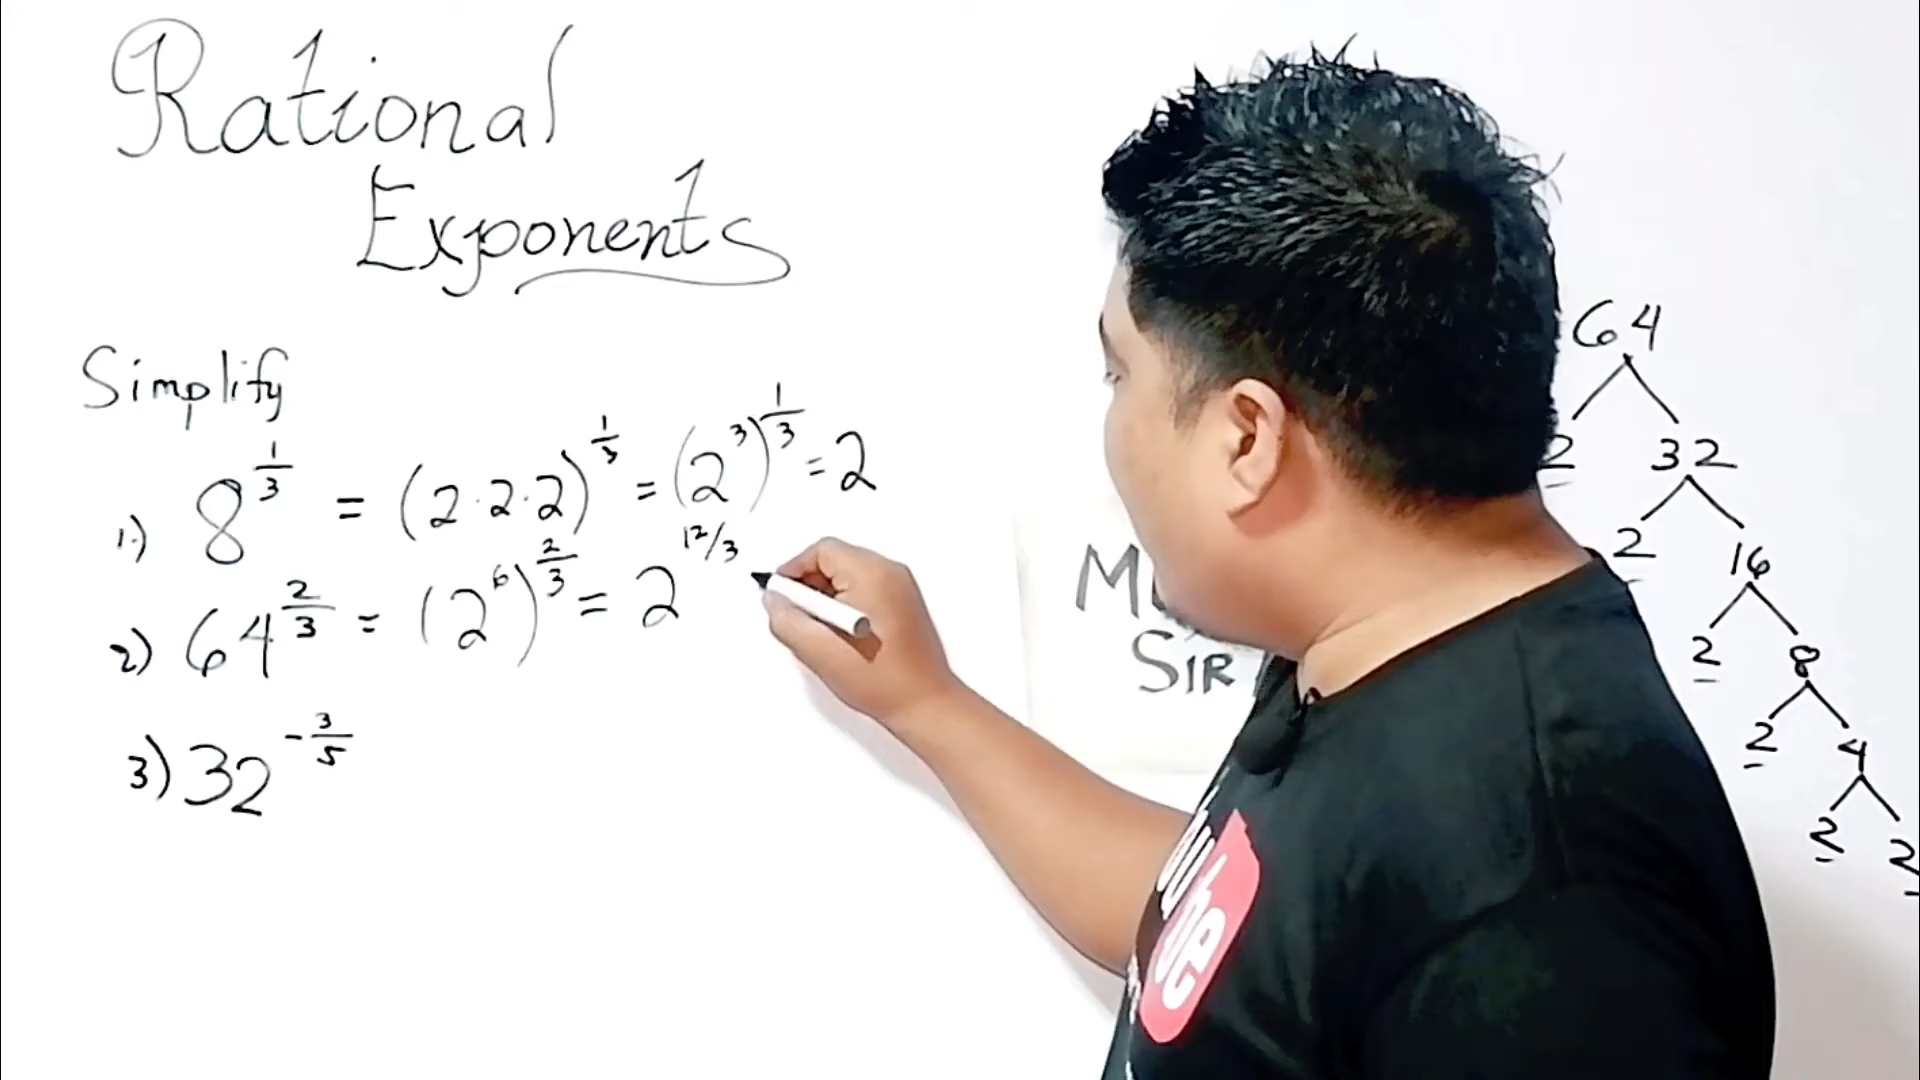 Rational
Exponents
Simplify
1.) 8^(1/3) = (2·2·2)^(1/3) = (2^3)^(1/3) = 2
2) 64^(2/3) = (2^6)^(2/3) = 2^(12/3)
3) 32^(-3/5)
SIR
64
2 32
2 16
2 8
2 4
2 2